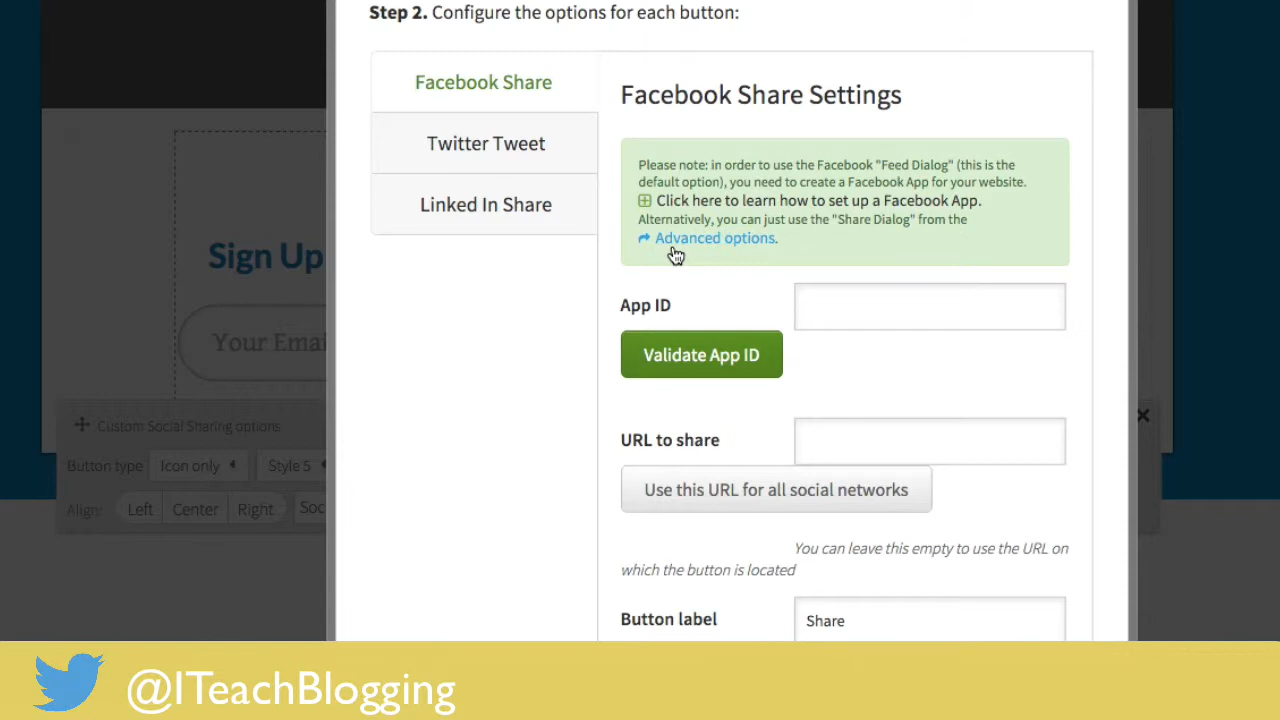 Step 2. Configure the options for each button:
Facebook Share
Twitter Tweet
Linked In Share
Facebook Share Settings
Please note: in order to use the Facebook "Feed Dialog" (this is the
default option), you need to create a Facebook App for your website.
Click here to learn how to set up a Facebook App.
Alternatively, you can just use the "Share Dialog" from the
Advanced options.
App ID
Validate App ID
URL to share
Use this URL for all social networks
You can leave this empty to use the URL on
which the button is located
Button label
Share
Sign Up
Your Emai
Custom Social Sharing options
Button type
Icon only
Style 5
Align:
Left
Center
Right
Soc
@ITeachBlogging